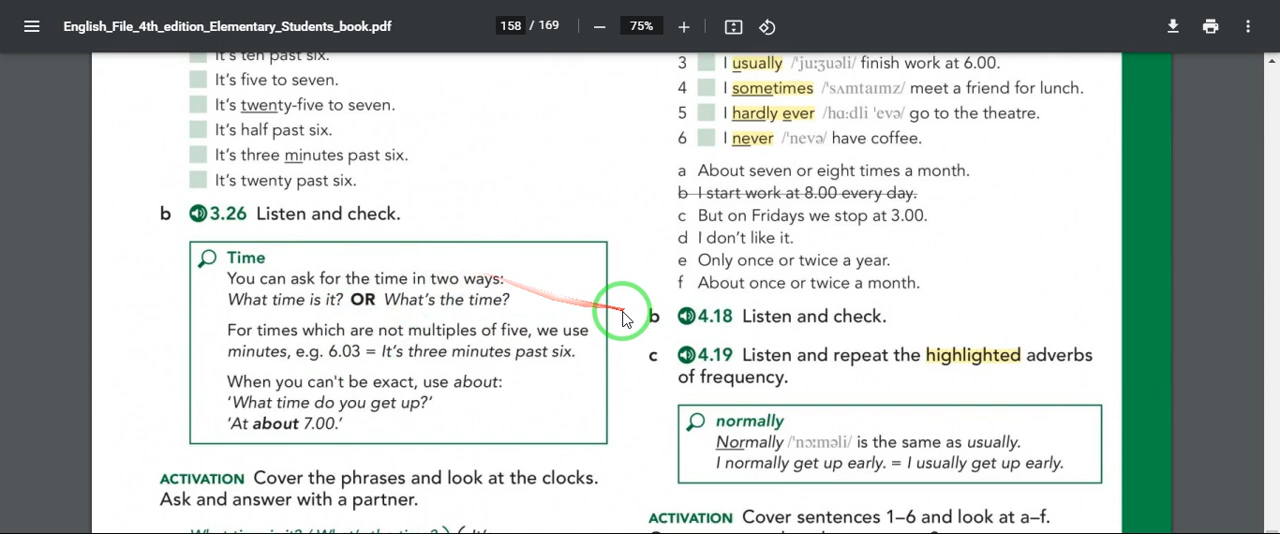 English_File_4th_edition_Elementary_Students_book.pdf
158 / 169
75%
It's ten past six.
It's five to seven.
It's twenty-five to seven.
It's half past six.
It's three minutes past six.
It's twenty past six.
b 3.26 Listen and check.
Time
You can ask for the time in two ways:
What time is it? OR What's the time?
For times which are not multiples of five, we use
minutes, e.g. 6.03 = It's three minutes past six.
When you can't be exact, use about:
'What time do you get up?'
'At about 7.00.'
ACTIVATION Cover the phrases and look at the clocks.
Ask and answer with a partner.
What time is it? / What's the time? ) ( It's
3 I usually /ˈjuːʒuəli/ finish work at 6.00.
4 I sometimes /ˈsʌmtaɪmz/ meet a friend for lunch.
5 I hardly ever /hɑːdli ˈevə/ go to the theatre.
6 I never /ˈnevə/ have coffee.
a About seven or eight times a month.
b I start work at 8.00 every day.
c But on Fridays we stop at 3.00.
d I don't like it.
e Only once or twice a year.
f About once or twice a month.
b 4.18 Listen and check.
c 4.19 Listen and repeat the highlighted adverbs
of frequency.
normally
Normally /ˈnɔːməli/ is the same as usually.
I normally get up early. = I usually get up early.
ACTIVATION Cover sentences 1–6 and look at a–f.